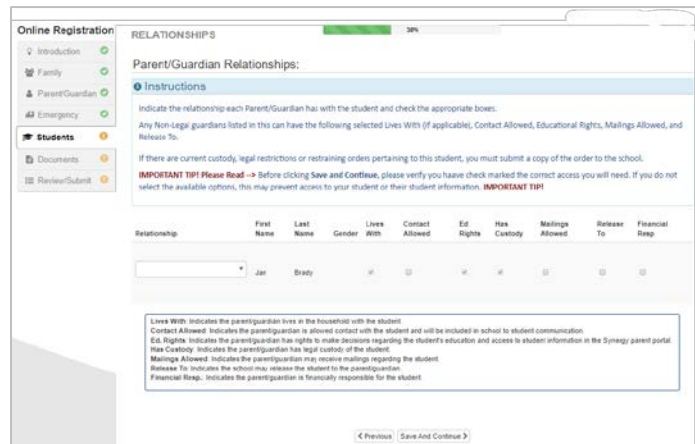 Online Registration
Introduction
Family
Parent/Guardian
Emergency
Students
Documents
Review/Submit
RELATIONSHIPS
38%
Parent/Guardian Relationships:
Instructions
Indicate the relationship each Parent/Guardian has with the student and check the appropriate boxes.
Any Non-Legal guardians listed in this can have the following selected Lives With (if applicable), Contact Allowed, Educational Rights, Mailings Allowed, and
Release To.
If there are current custody, legal restrictions or restraining orders pertaining to this student, you must submit a copy of the order to the school.
IMPORTANT TIP! Please Read --> Before clicking Save and Continue, please verify you haave check marked the correct access you will need. If you do not
select the available options, this may prevent access to your student or their student information. IMPORTANT TIP!
Relationship First Name Last Name Gender Lives With Contact Allowed Ed Rights Has Custody Mailings Allowed Release To Financial Resp
Jan Brady
Lives With: Indicates the parent/guardian lives in the household with the student
Contact Allowed: Indicates the parent/guardian is allowed contact with the student and will be included in school to student communication
Ed. Rights: Indicates the parent/guardian has rights to make decisions regarding the student's education and access to student information in the Synergy parent portal
Has Custody: Indicates the parent/guardian has legal custody of the student
Mailings Allowed: Indicates the parent/guardian may receive mailings regarding the student
Release To: Indicates the school may release the student to the parent/guardian
Financial Resp.: Indicates the parent/guardian is financially responsible for the student
Previous Save And Continue